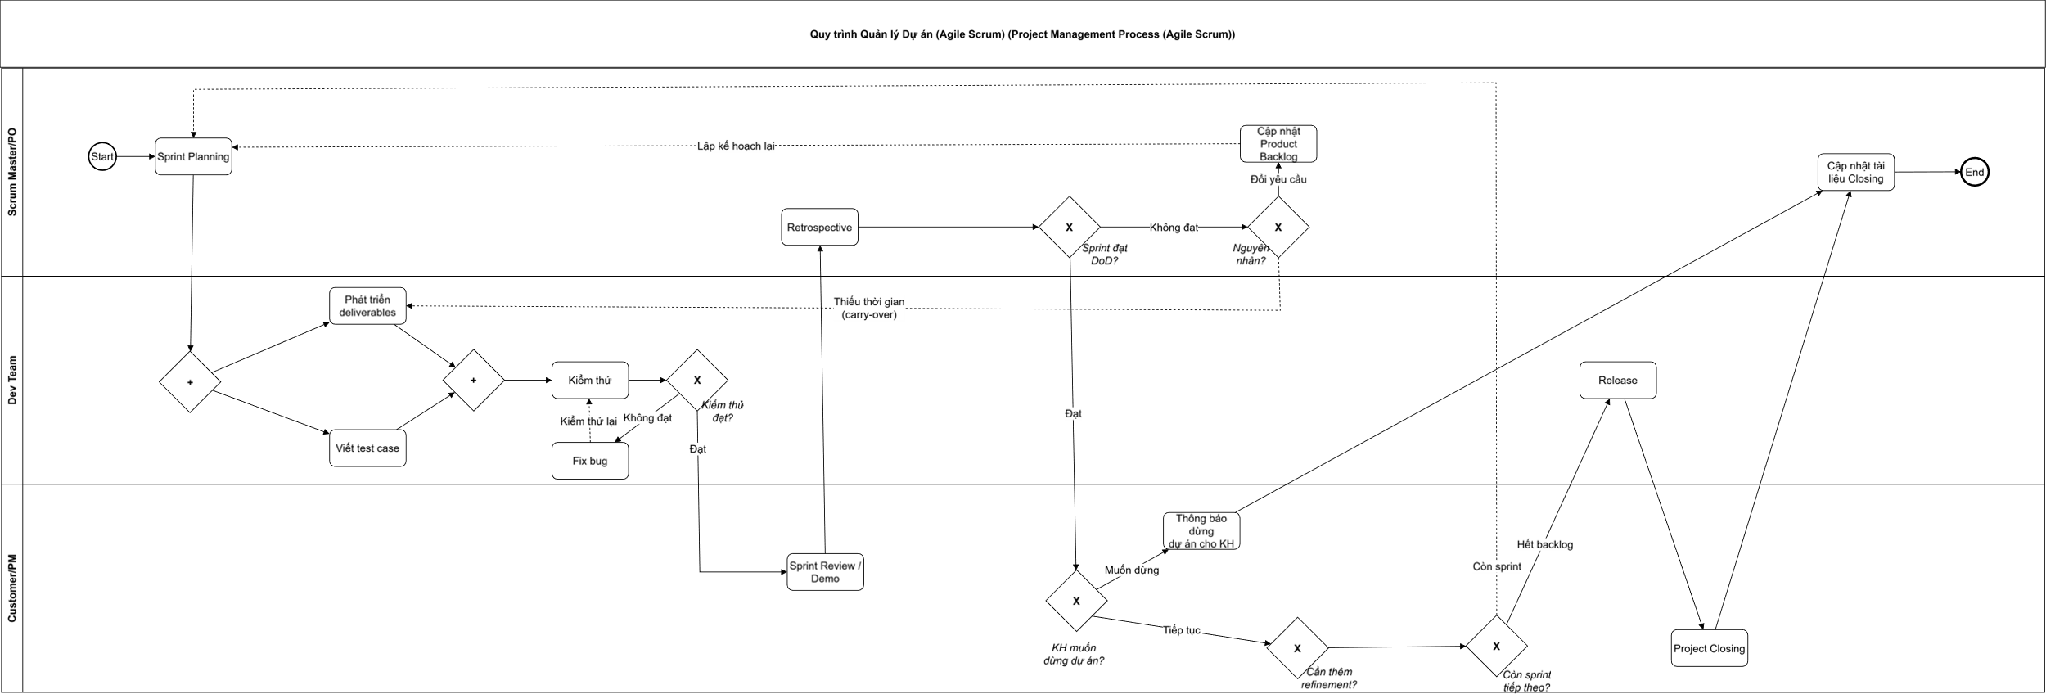 Quy trình Quản lý Dự án (Agile Scrum) (Project Management Process (Agile Scrum))
Scrum Master/PO
Start
Sprint Planning
Lập kế hoạch lại
Cập nhật
Product
Backlog
Đổi yêu cầu
Retrospective
X
Sprint đạt
DoD?
Không đạt
X
Nguyên
nhân?
Cập nhật tài
liệu Closing
End
Dev Team
Phát triển
deliverables
Thiếu thời gian
(carry-over)
+
+
Viết test case
Kiểm thử
X
Kiểm thử
đạt?
Kiểm thử lại
Không đạt
Fix bug
Đạt
Đạt
Release
Customer/PM
Sprint Review /
Demo
Thông báo
dừng
dự án cho KH
Muốn dừng
X
KH muốn
dừng dự án?
Tiếp tục
X
Cần thêm
refinement?
Còn sprint
Hết backlog
X
Còn sprint
tiếp theo?
Project Closing